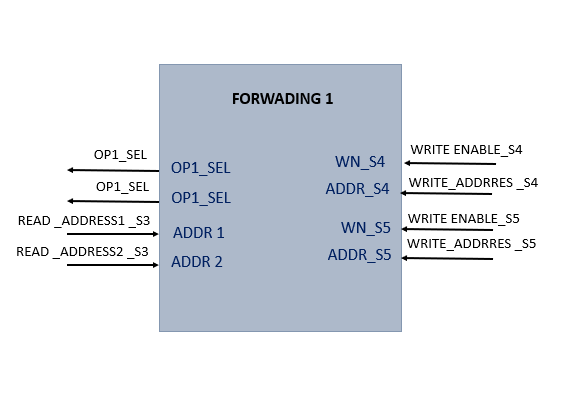 FORWADING 1
OP1_SEL
OP1_SEL
OP1_SEL
OP1_SEL
READ _ADDRESS1 _S3
ADDR 1
READ _ADDRESS2 _S3
ADDR 2
WN_S4
WRITE ENABLE_S4
ADDR_S4
WRITE_ADDRRES _S4
WN_S5
WRITE ENABLE_S5
ADDR_S5
WRITE_ADDRRES _S5